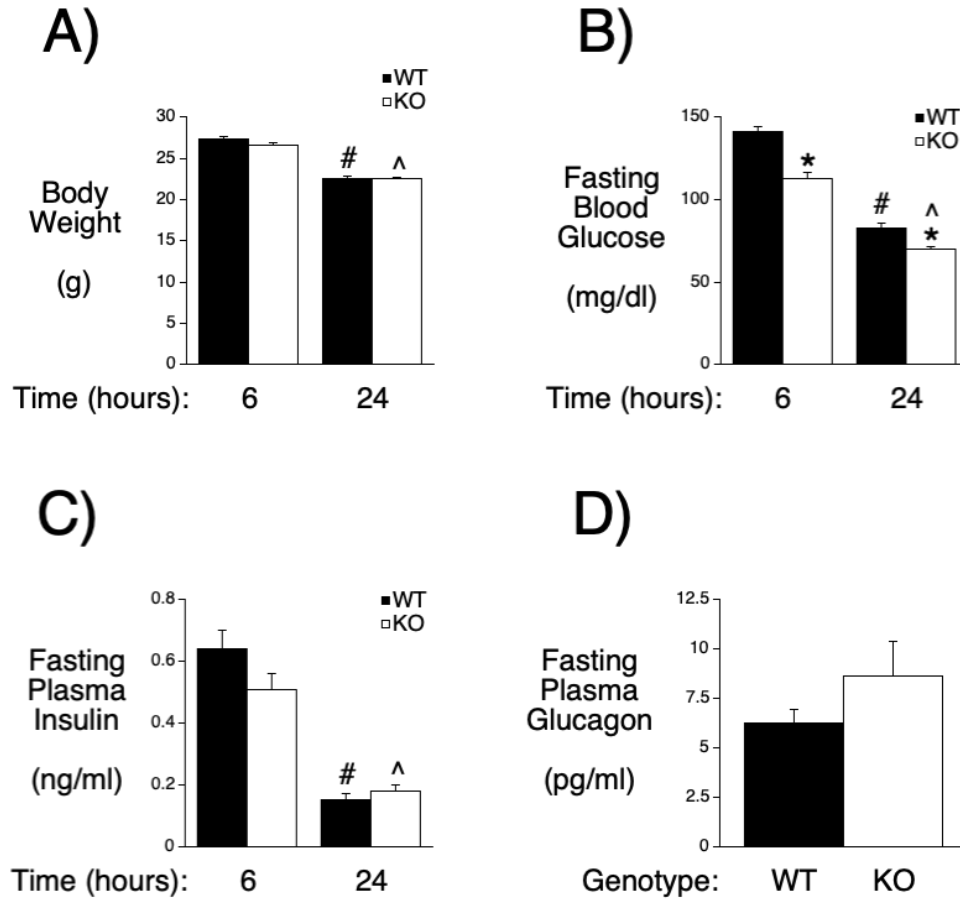 A)
WT
KO
30
25
20
15
10
5
0
Body
Weight
(g)
#
^
Time (hours): 6 24
B)
WT
KO
150
100
50
0
Fasting
Blood
Glucose
(mg/dl)
*
#
^
*
Time (hours): 6 24
C)
WT
KO
0.8
0.6
0.4
0.2
0
Fasting
Plasma
Insulin
(ng/ml)
#
^
Time (hours): 6 24
D)
12.5
10
7.5
5
2.5
0
Fasting
Plasma
Glucagon
(pg/ml)
Genotype: WT KO